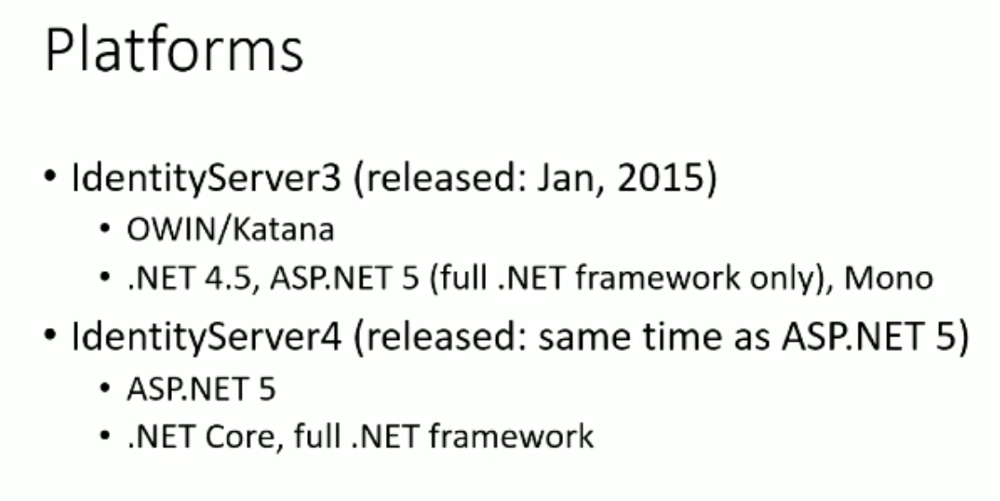 Platforms
• IdentityServer3 (released: Jan, 2015)
• OWIN/Katana
• .NET 4.5, ASP.NET 5 (full .NET framework only), Mono
• IdentityServer4 (released: same time as ASP.NET 5)
• ASP.NET 5
• .NET Core, full .NET framework